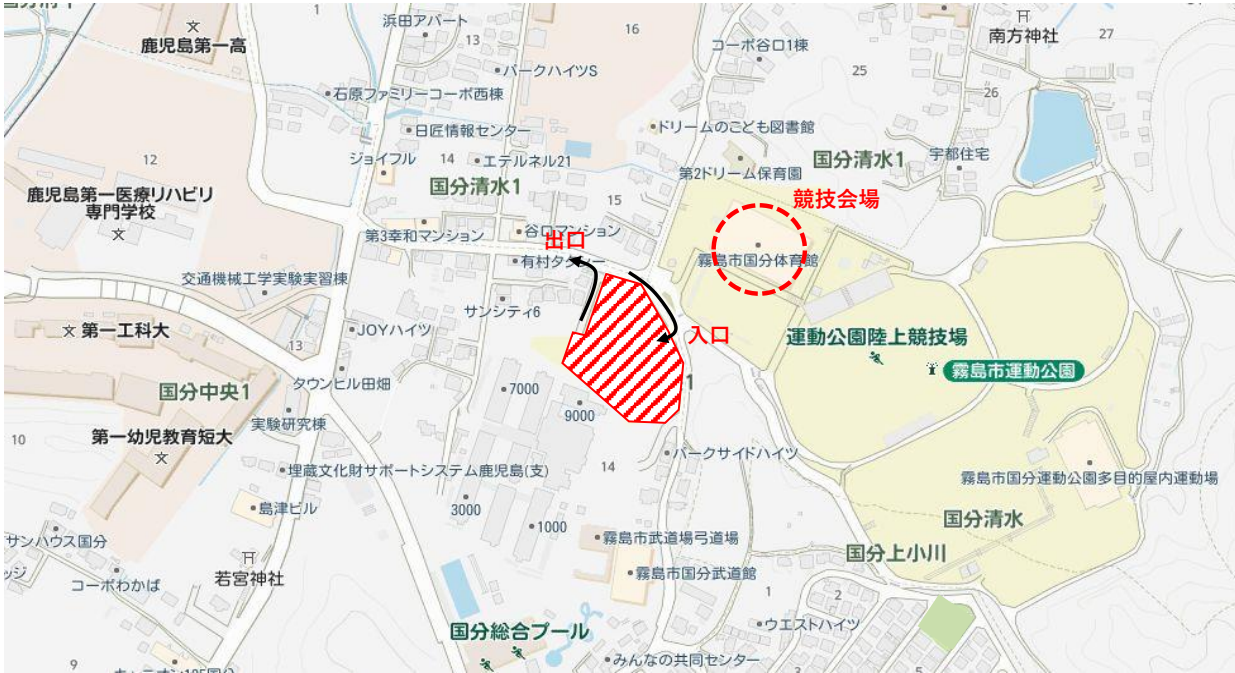 1
浜田アパート
13
16
コーポ谷口1棟
南方神社
27
鹿児島第一高
パークハイツS
25
26
石原ファミリーコーポ西棟
日匠情報センター
ドリームのこども図書館
12
ジョイフル
14
エテルネル21
国分清水1
第2ドリーム保育園
国分清水1
宇都住宅
鹿児島第一医療リハビリ
専門学校
15
競技会場
第3幸和マンション
谷口マンション
出口
有村タクシー
霧島市国分体育館
交通機械工学実験実習棟
サンシティ6
第一工科大
13
JOYハイツ
入口
運動公園陸上競技場
霧島市運動公園
タウンヒル田畑
7000
1
国分中央1
9000
実験研究棟
10
第一幼児教育短大
パークサイドハイツ
埋蔵文化財サポートシステム鹿児島(支)
14
霧島市国分運動公園多目的屋内運動場
島津ビル
3000
1000
国分清水
サンハウス国分
霧島市武道場弓道場
国分上小川
コーポわかば
若宮神社
霧島市国分武道館
1
2
国分総合プール
ウエストハイツ
9
みんなの共同センター
5